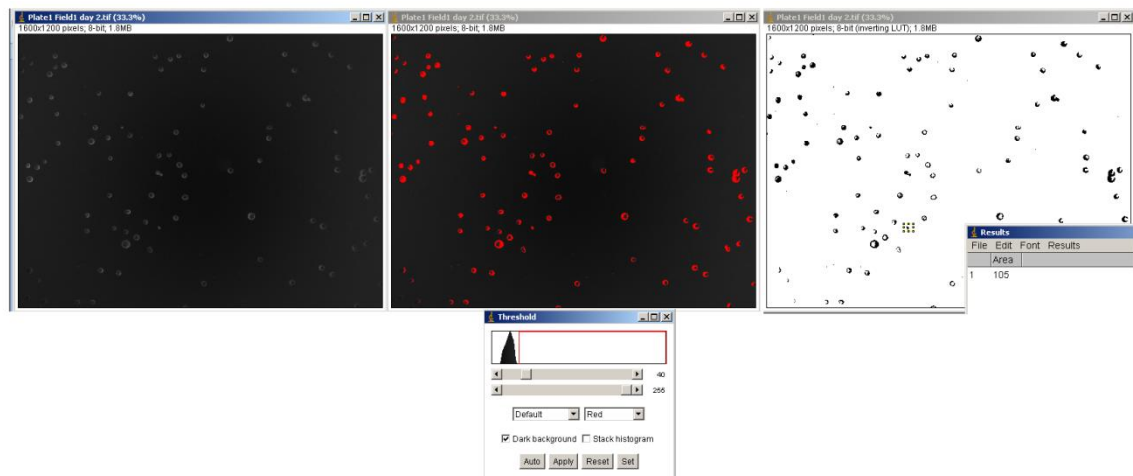 Plate1 Field1 day 2.tif (33.3%)
1600x1200 pixels; 8-bit; 1.8MB
Plate1 Field1 day 2.tif (33.3%)
1600x1200 pixels; 8-bit; 1.8MB
Plate1 Field1 day 2.tif (33.3%)
1600x1200 pixels; 8-bit (inverting LUT); 1.8MB
Results
File Edit Font Results
Area
1 105
Threshold
40
255
Default Red
Dark background Stack histogram
Auto Apply Reset Set